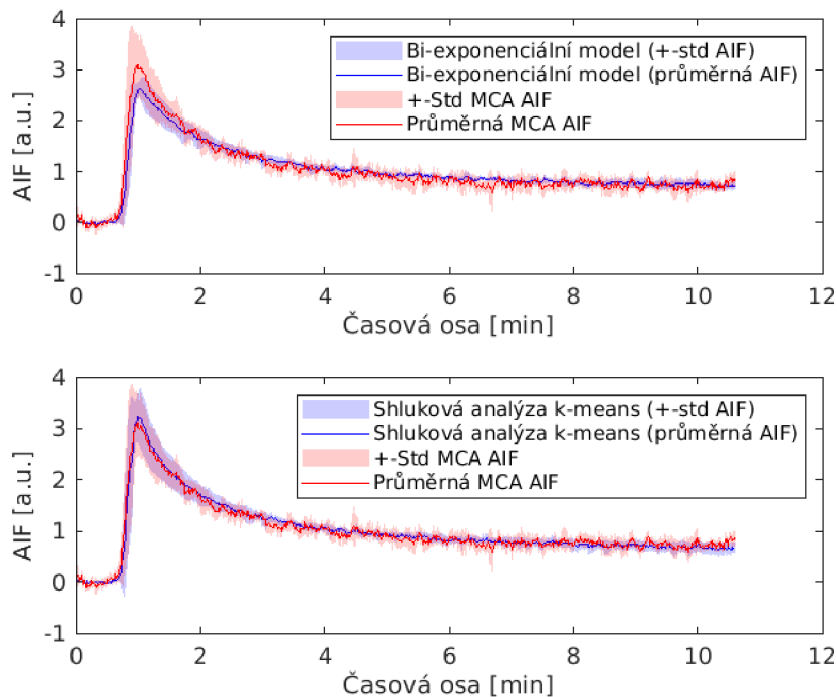 4
3
2
1
0
-1
AIF [a.u.]
Bi-exponenciální model (+-std AIF)
Bi-exponenciální model (průměrná AIF)
+-Std MCA AIF
Průměrná MCA AIF
0 2 4 6 8 10 12
Časová osa [min]
4
3
2
1
0
-1
AIF [a.u.]
Shluková analýza k-means (+-std AIF)
Shluková analýza k-means (průměrná AIF)
+-Std MCA AIF
Průměrná MCA AIF
0 2 4 6 8 10 12
Časová osa [min]